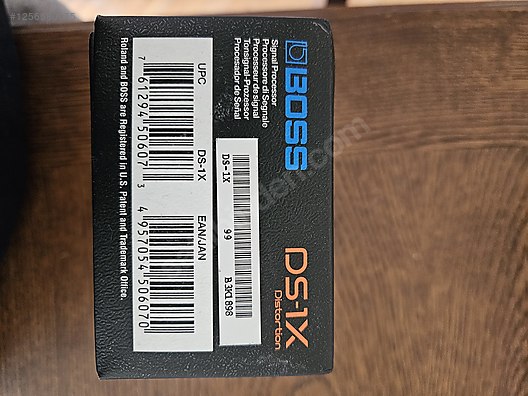 BOSS
Signal Processor
Processore di Segnale
Processeur de signal
Tonsignal-Prozessor
Procesador de Señal
DS-1X
Distortion
DS-1X 99 B3K1898
UPC DS-1X EAN/JAN
7 61294 50607 3 4 957054 506070
Roland and BOSS are Registered in U.S. Patent and Trademark Office.